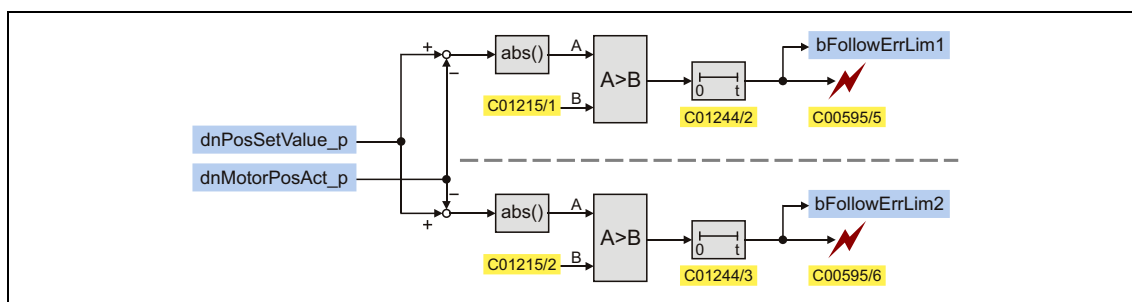 bFollowErrLim1
+
−
abs()
A
A>B
C01215/1
B
0 t
C01244/2
C00595/5
dnPosSetValue_p
dnMotorPosAct_p
−
+
abs()
A
A>B
C01215/2
B
0 t
bFollowErrLim2
C01244/3
C00595/6